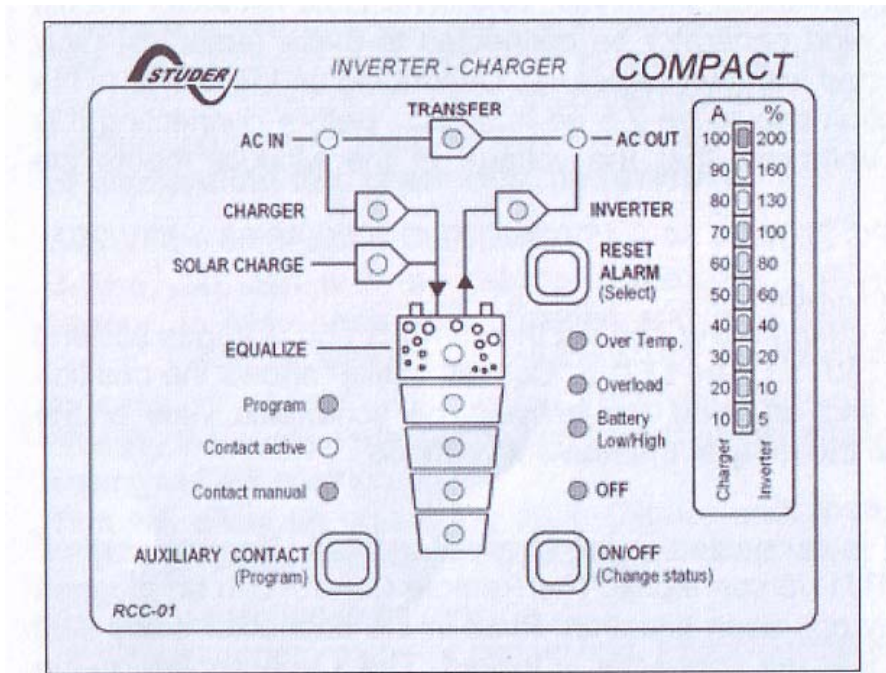 STUDER
INVERTER - CHARGER
COMPACT
TRANSFER
AC IN
AC OUT
CHARGER
INVERTER
SOLAR CHARGE
RESET
ALARM
(Select)
EQUALIZE
Over Temp.
Overload
Battery
Low/High
OFF
Program
Contact active
Contact manual
AUXILIARY CONTACT
(Program)
ON/OFF
(Change status)
RCC-01
A %
100 200
90 160
80 130
70 100
60 80
50 60
40 40
30 20
20 10
10 5
Charger
Inverter